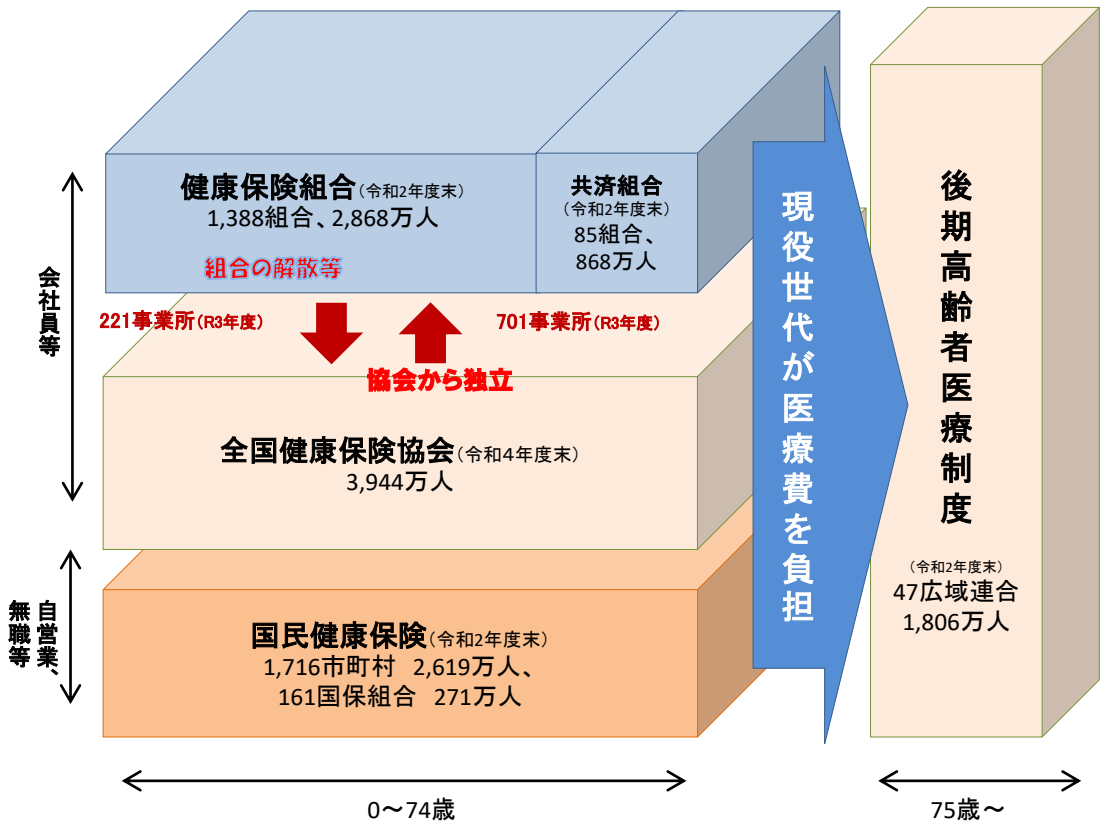 健康保険組合(令和2年度末)
1,388組合、2,868万人
組合の解散等
共済組合
(令和2年度末)
85組合、
868万人
会社員等
221事業所(R3年度)
701事業所(R3年度)
協会から独立
全国健康保険協会(令和4年度末)
3,944万人
自営業、
無職等
国民健康保険(令和2年度末)
1,716市町村 2,619万人、
161国保組合 271万人
現役世代が医療費を負担
後期高齢者医療制度
(令和2年度末)
47広域連合
1,806万人
0～74歳
75歳～